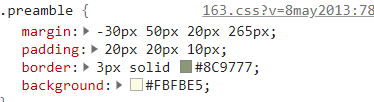 .preamble {
163.css?v=8may2013:78
margin:▶ -30px 50px 20px 265px;
padding:▶ 20px 20px 10px;
border:▶ 3px solid #8C9777;
background:▶ #FBFBE5;
}